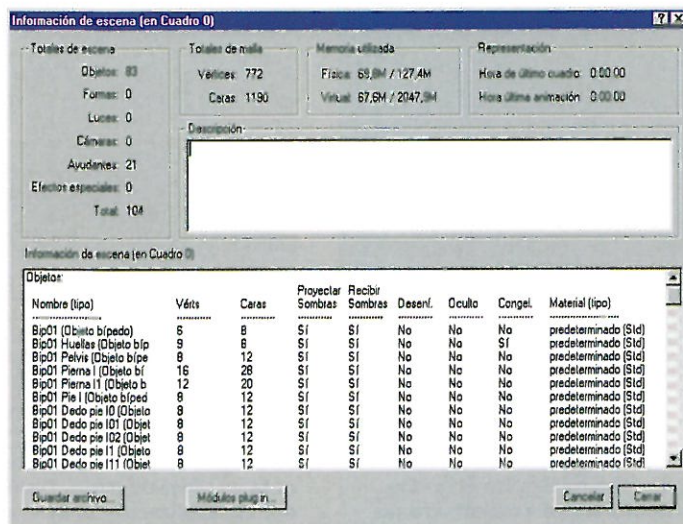 Información de escena (en Cuadro 0)
Totales de escena
Objetos: 83
Formas: 0
Luces: 0
Cámaras: 0
Ayudantes: 21
Efectos especiales: 0
Total: 104
Totales de malla
Vértices: 772
Caras: 1190
Memoria utilizada
Física: 69,8M / 127,4M
Virtual: 67,6M / 2047,9M
Representación
Hora de último cuadro: 0:00:00
Hora última animación: 0:00:00
Descripción
Información de escena (en Cuadro 0)
Objetos:
Nombre (tipo) Vérts Caras Proyectar Sombras Recibir Sombras Desenf. Oculto Congel. Material (tipo)
Bip01 (Objeto bípedo) 6 8 Sí Sí No No No predeterminado [Std]
Bip01 Huellas (Objeto bíp 9 8 Sí Sí No No Sí predeterminado [Std]
Bip01 Pelvis (Objeto bípe 8 12 Sí Sí No No No predeterminado [Std]
Bip01 Pierna I (Objeto bí 16 28 Sí Sí No No No predeterminado [Std]
Bip01 Pierna I1 (Objeto b 12 20 Sí Sí No No No predeterminado [Std]
Bip01 Pie I (Objeto bíped 8 12 Sí Sí No No No predeterminado [Std]
Bip01 Dedo pie I0 (Objeto 8 12 Sí Sí No No No predeterminado [Std]
Bip01 Dedo pie I01 (Objet 8 12 Sí Sí No No No predeterminado [Std]
Bip01 Dedo pie I02 (Objet 8 12 Sí Sí No No No predeterminado [Std]
Bip01 Dedo pie I1 (Objeto 8 12 Sí Sí No No No predeterminado [Std]
Bip01 Dedo pie I11 (Objet 8 12 Sí Sí No No No predeterminado [Std]
Guardar archivo... Módulos plug in... Cancelar Cerrar